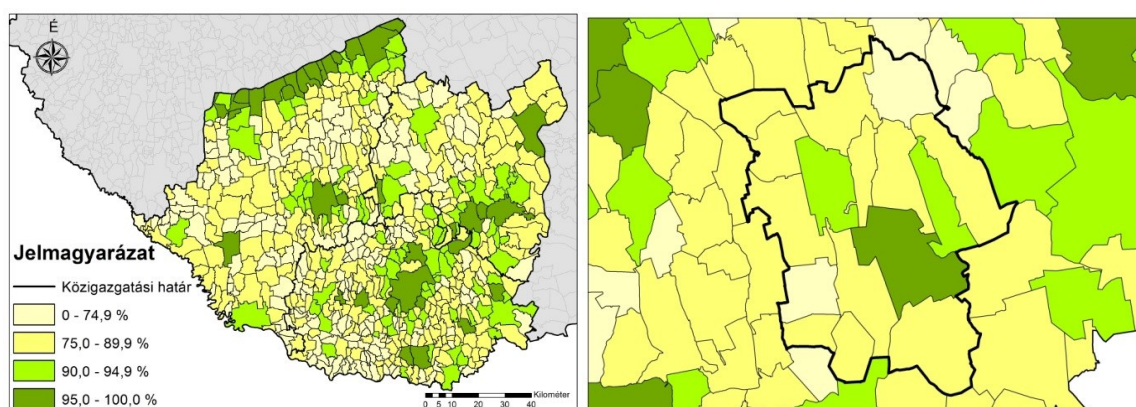 É
Jelmagyarázat
Közigazgatási határ
0 - 74,9 %
75,0 - 89,9 %
90,0 - 94,9 %
95,0 - 100,0 %
Kilométer
0 5 10 20 30 40